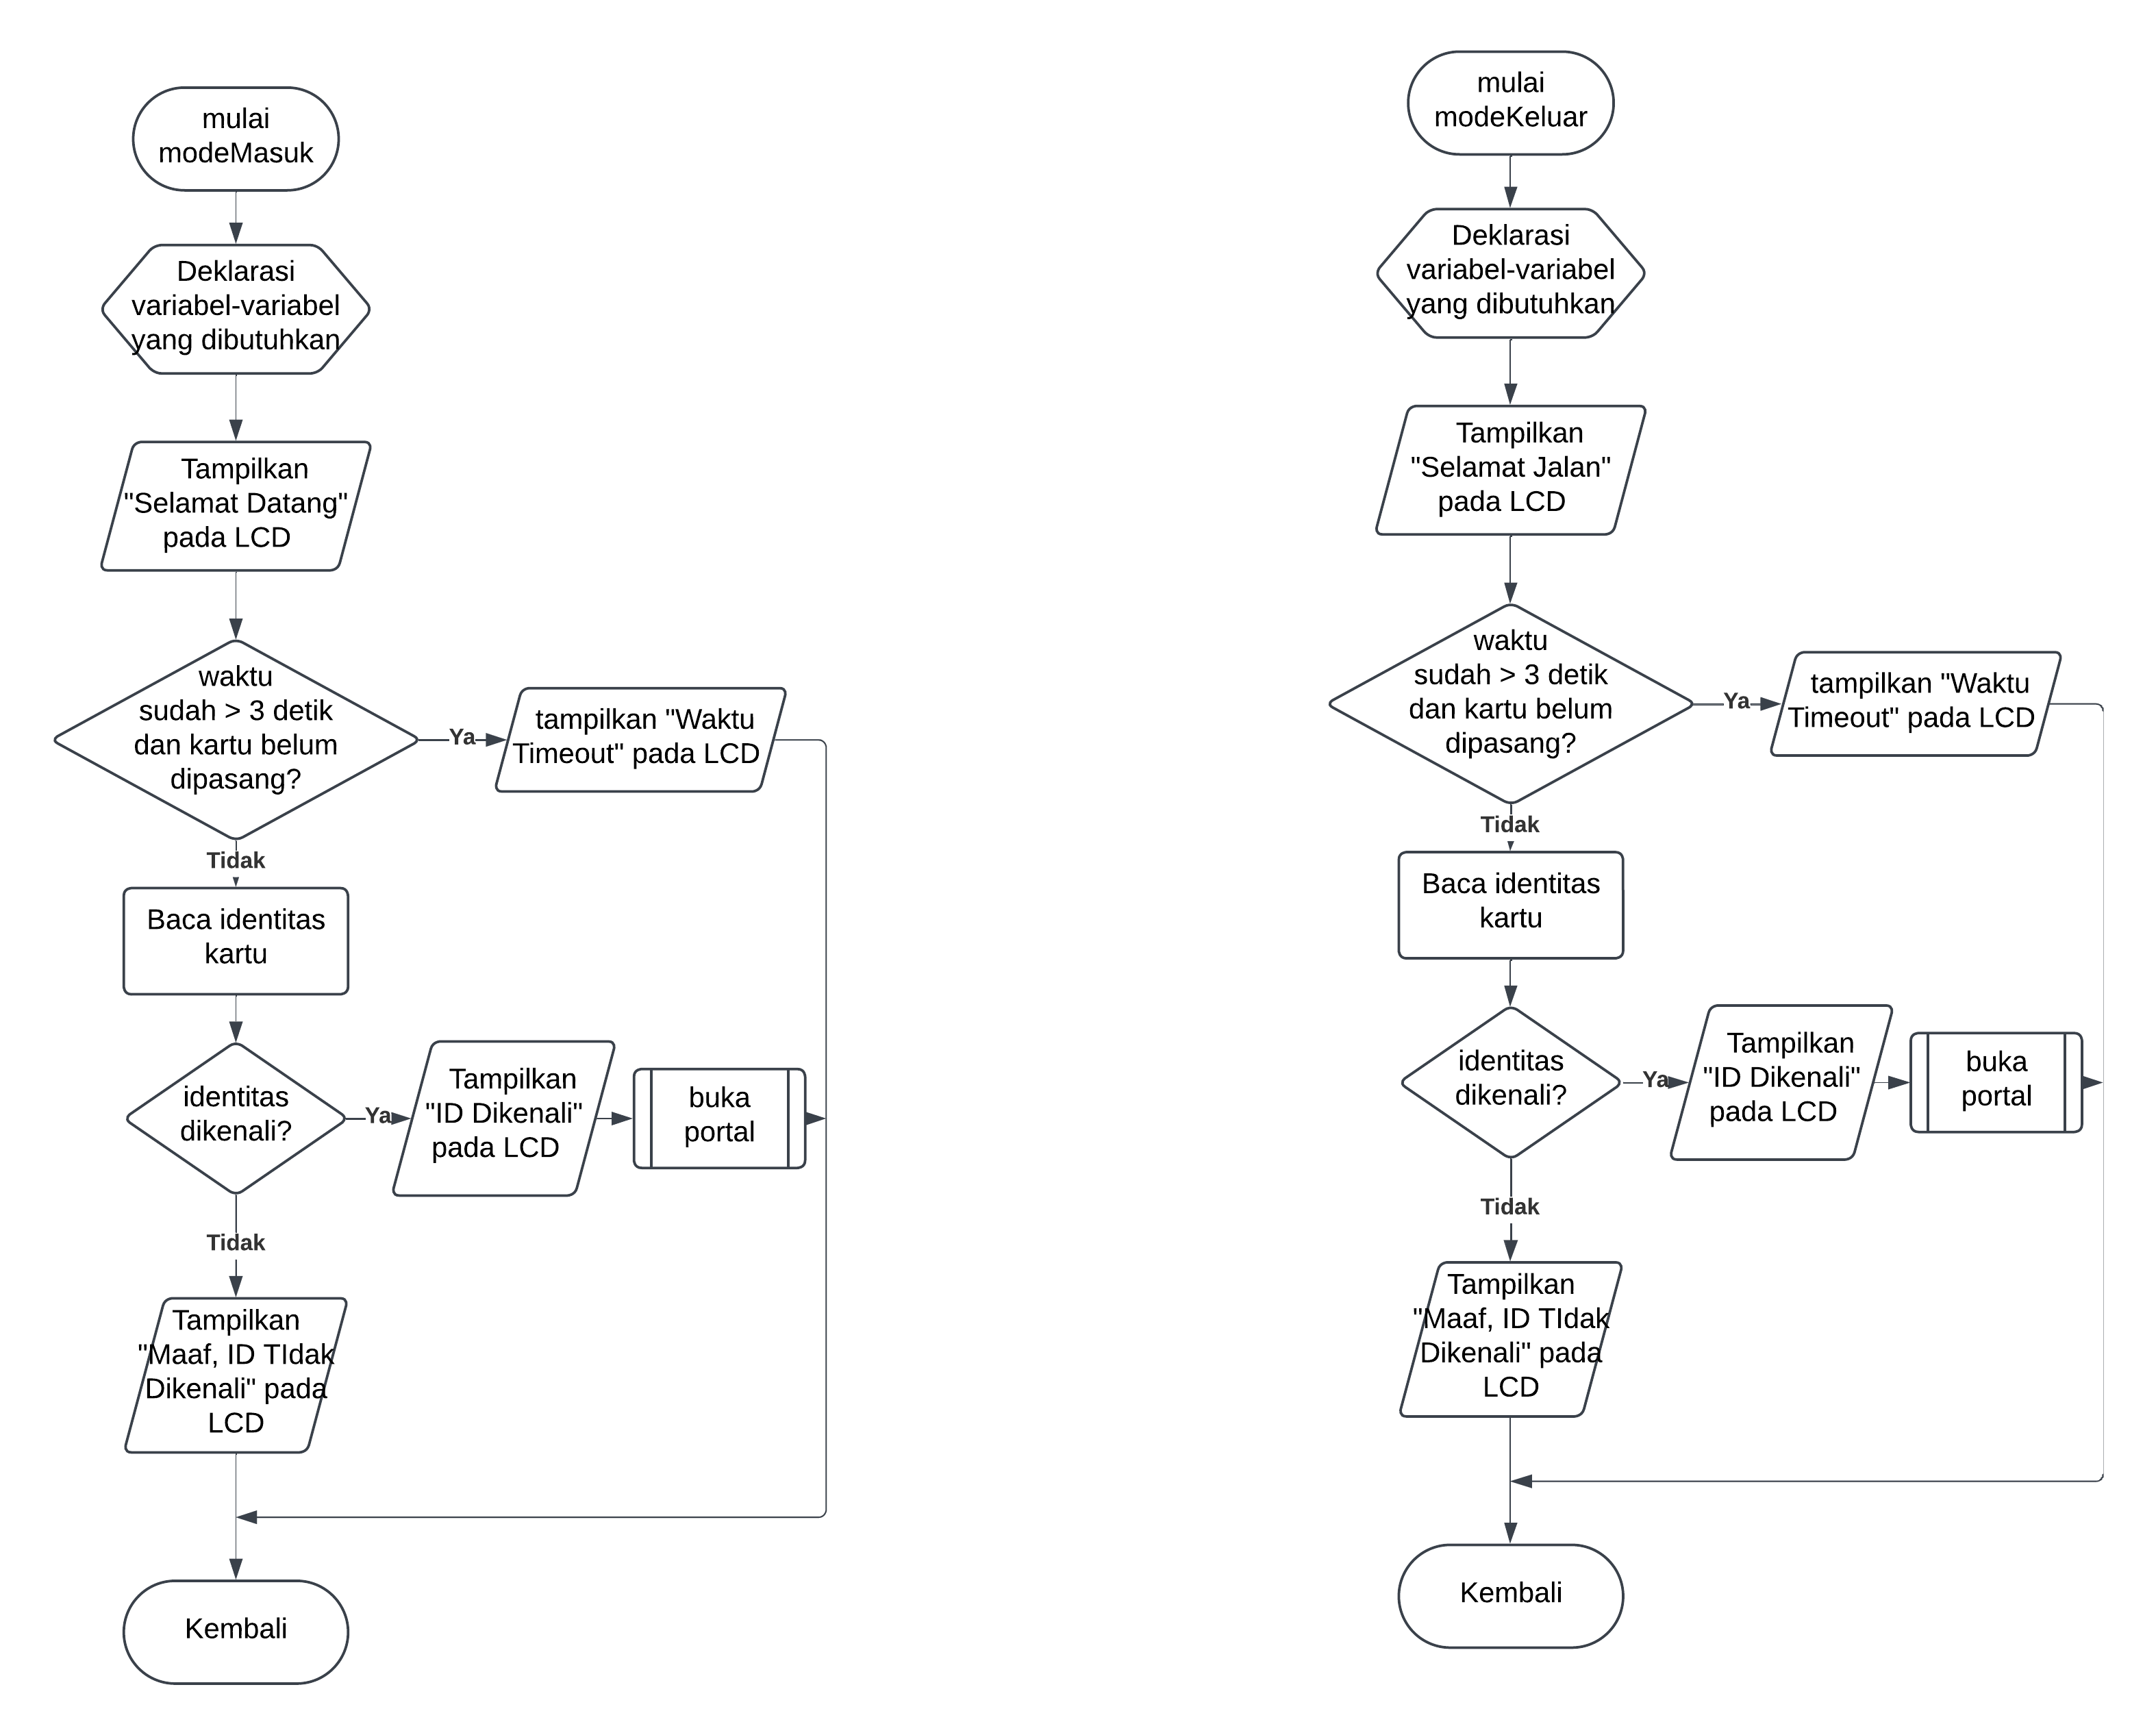 mulai
modeMasuk
Deklarasi
variabel-variabel
yang dibutuhkan
Tampilkan
"Selamat Datang"
pada LCD
waktu
sudah > 3 detik
dan kartu belum
dipasang?
Ya
tampilkan "Waktu
Timeout" pada LCD
Tidak
Baca identitas
kartu
identitas
dikenali?
Ya
Tampilkan
"ID Dikenali"
pada LCD
buka
portal
Tidak
Tampilkan
"Maaf, ID TIdak
Dikenali" pada
LCD
Kembali
mulai
modeKeluar
Deklarasi
variabel-variabel
yang dibutuhkan
Tampilkan
"Selamat Jalan"
pada LCD
waktu
sudah > 3 detik
dan kartu belum
dipasang?
Ya
tampilkan "Waktu
Timeout" pada LCD
Tidak
Baca identitas
kartu
identitas
dikenali?
Ya
Tampilkan
"ID Dikenali"
pada LCD
buka
portal
Tidak
Tampilkan
"Maaf, ID TIdak
Dikenali" pada
LCD
Kembali